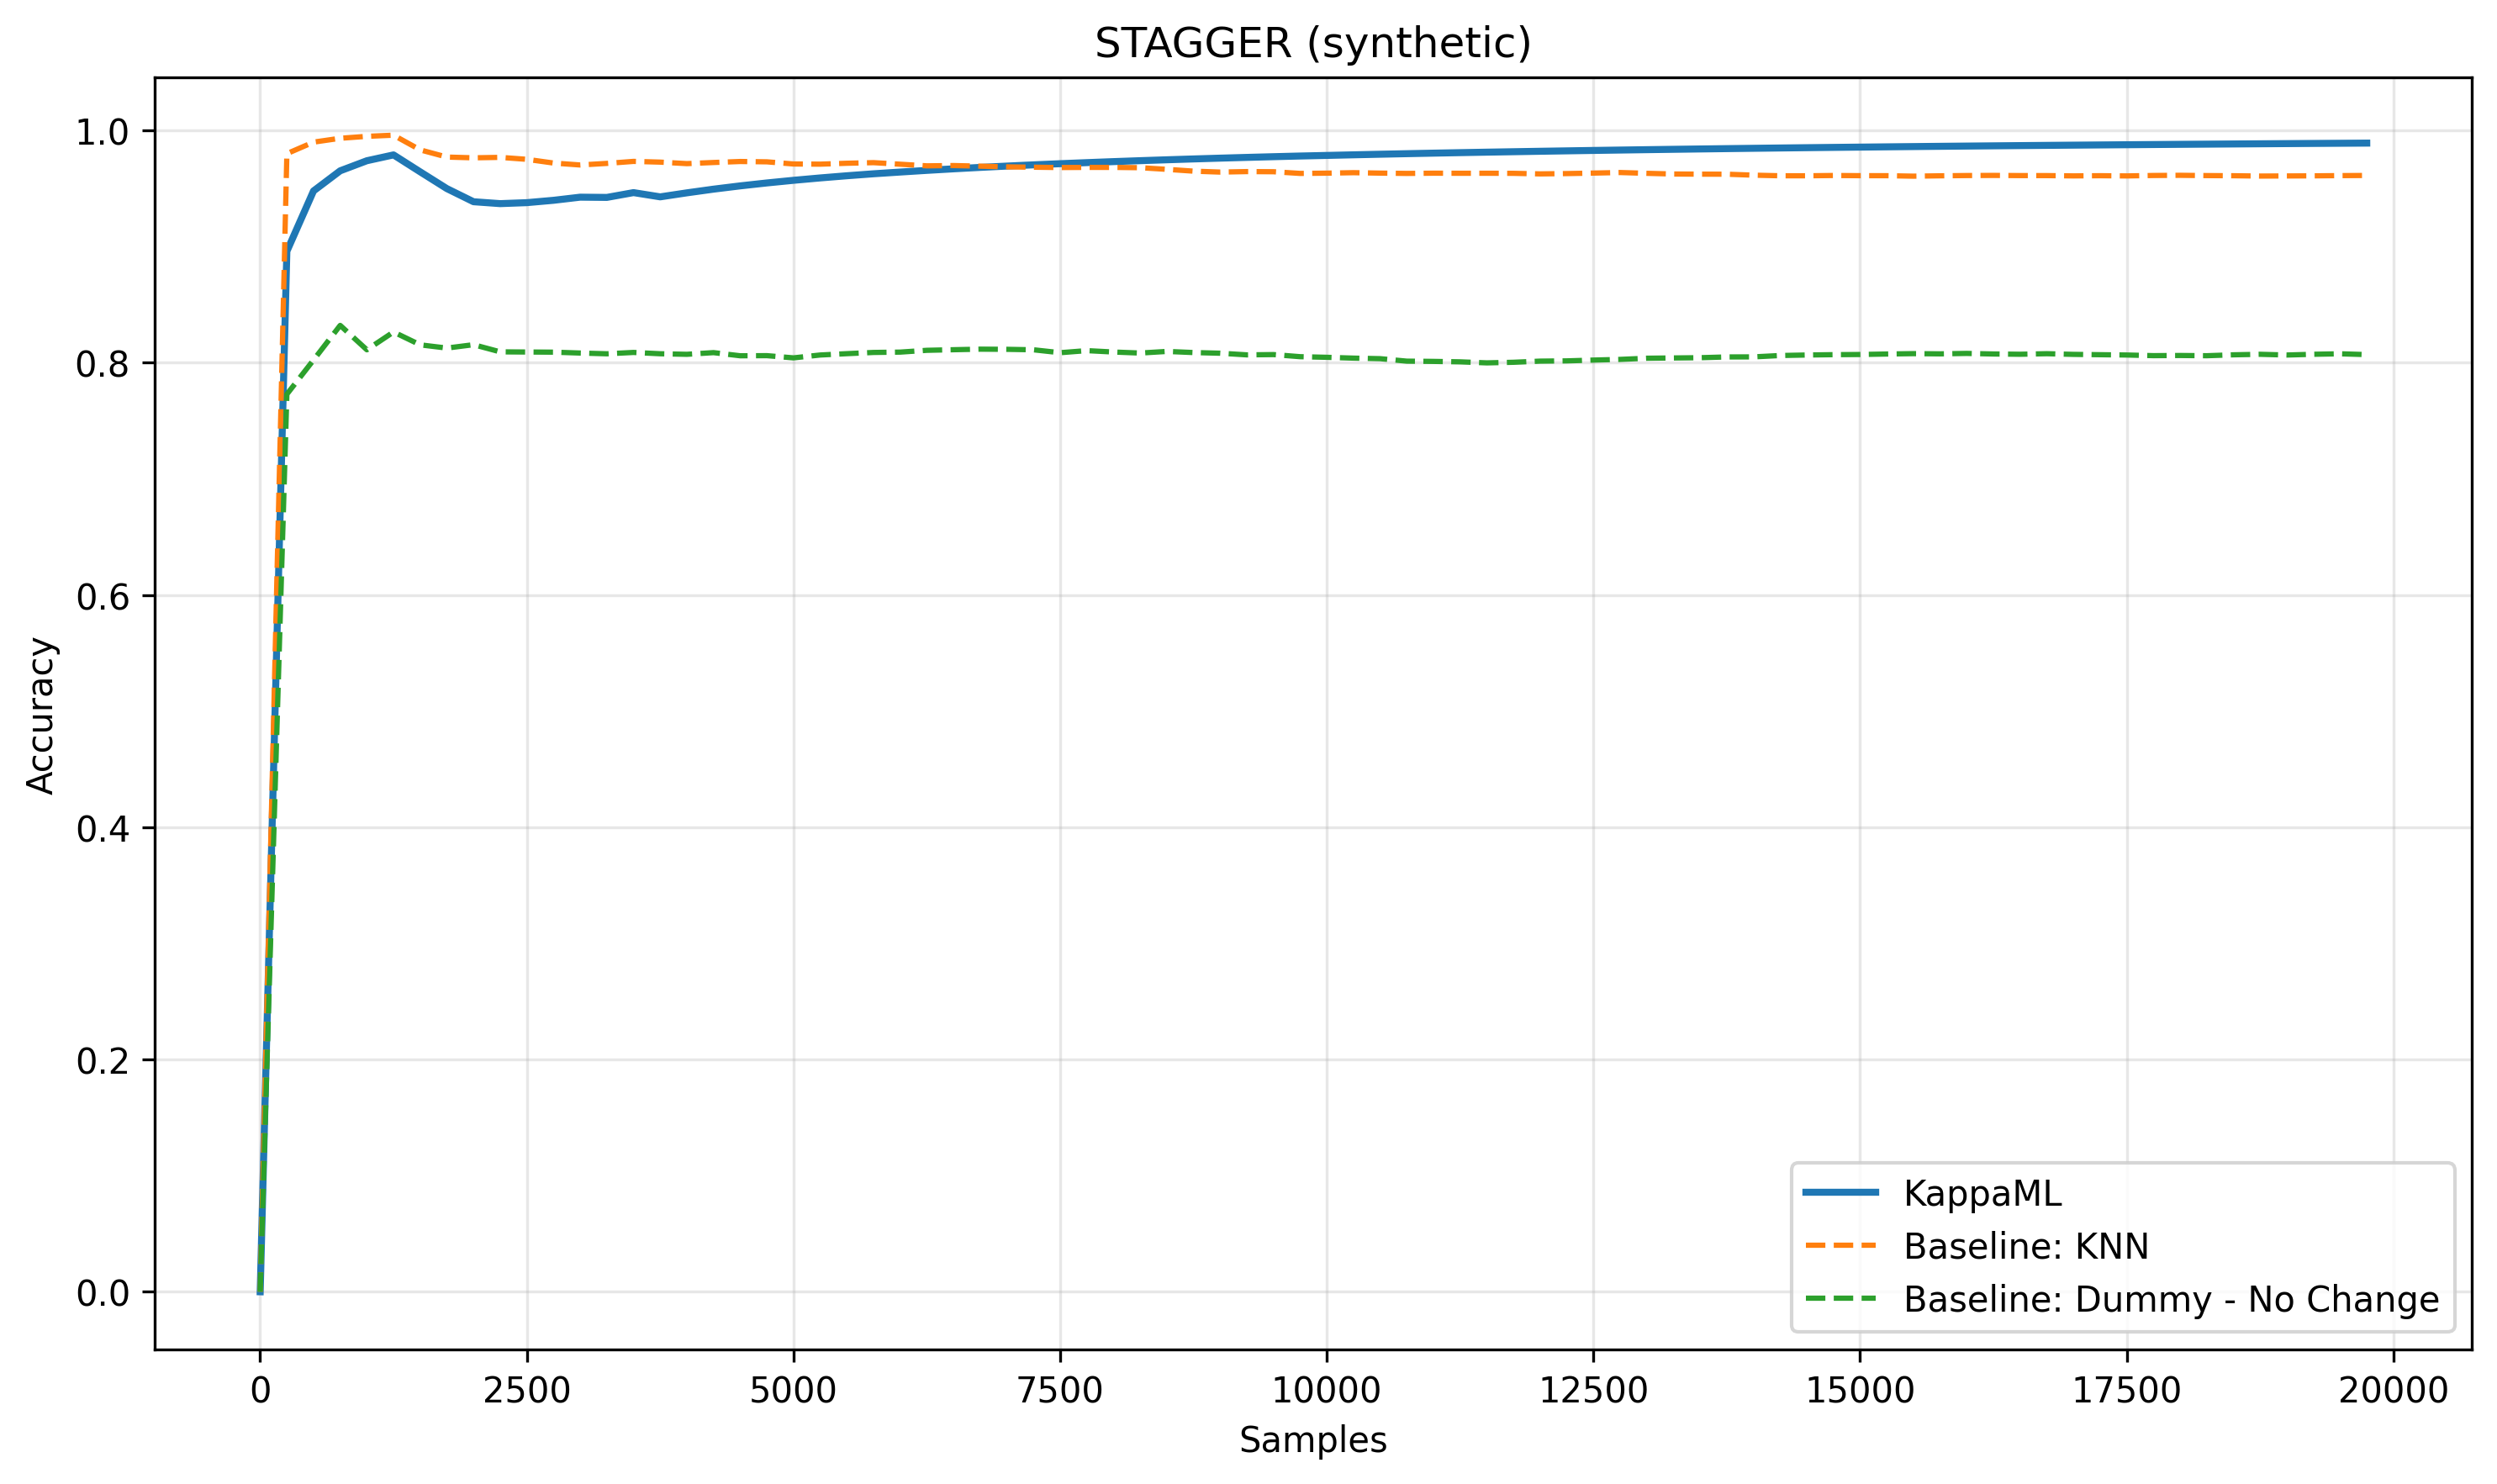 STAGGER (synthetic)
Accuracy
1.0
0.8
0.6
0.4
0.2
0.0
0 2500 5000 7500 10000 12500 15000 17500 20000
Samples
KappaML
Baseline: KNN
Baseline: Dummy - No Change